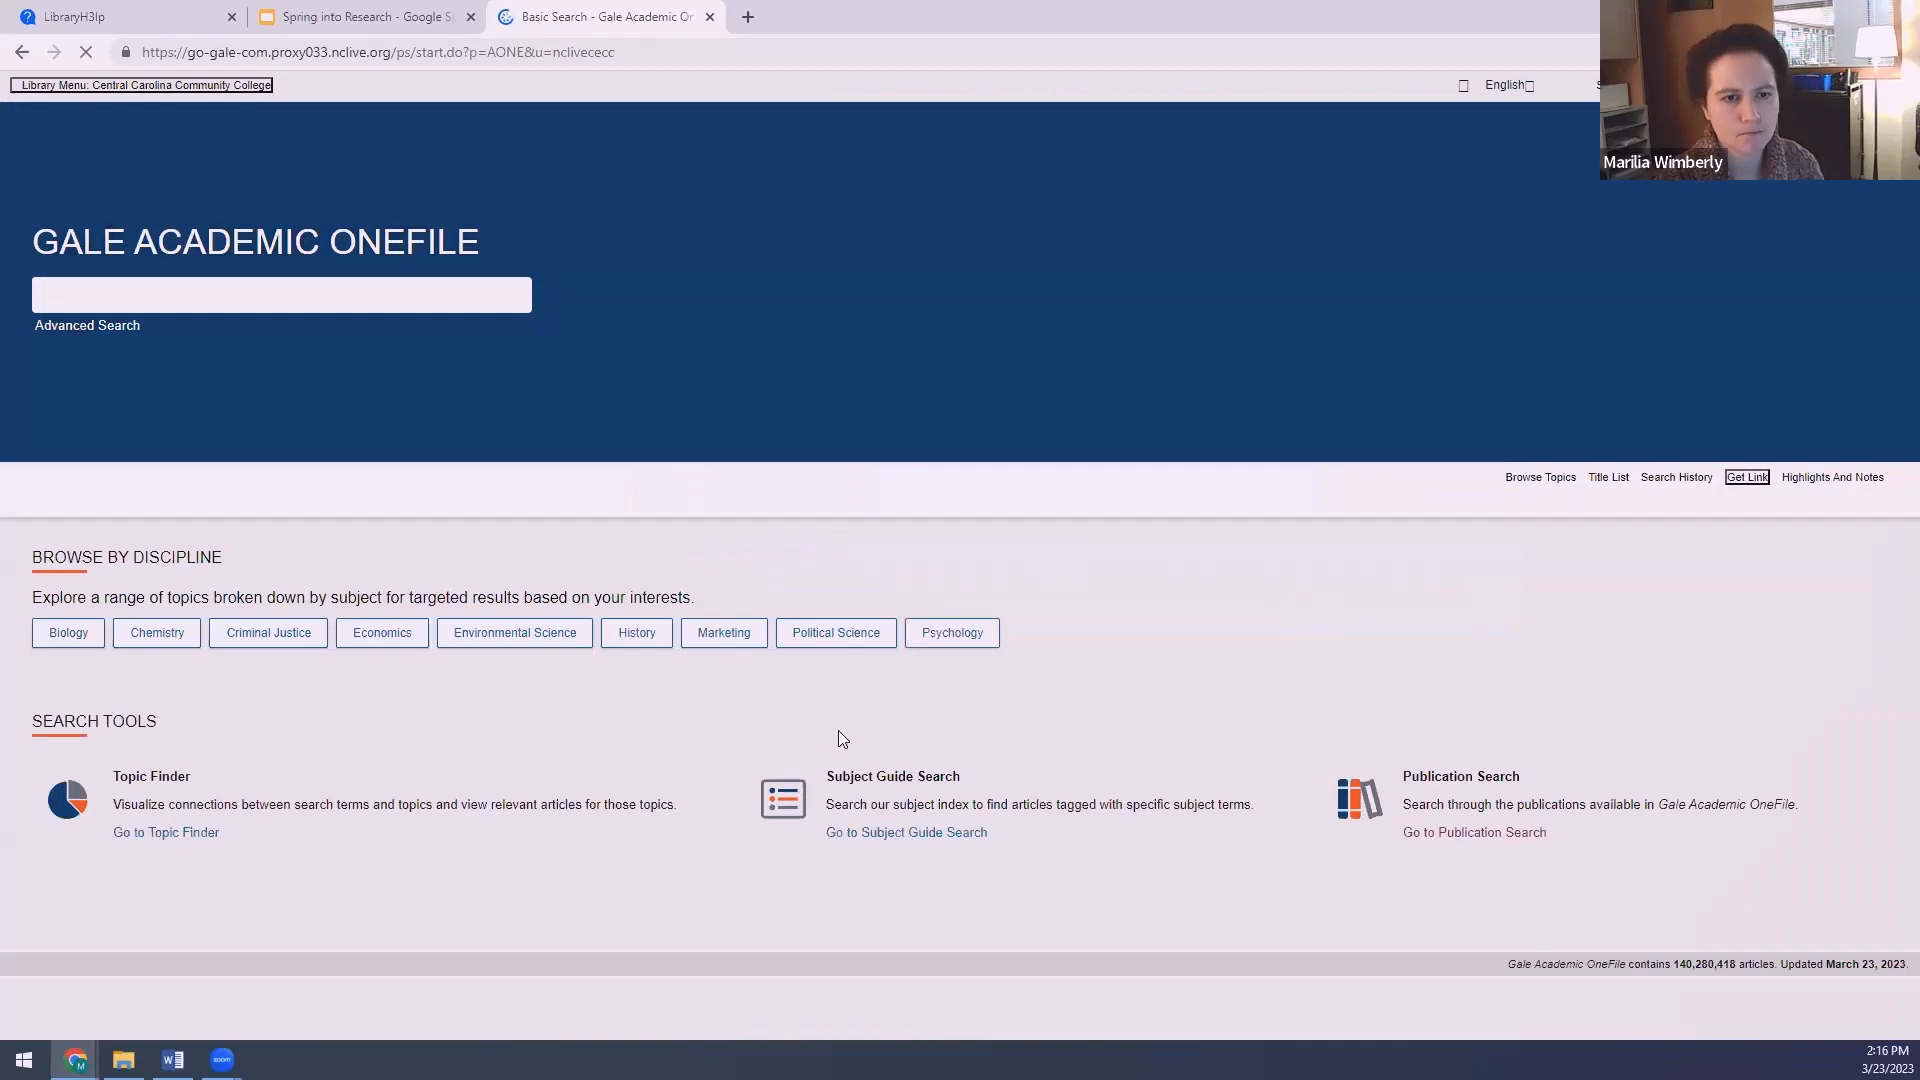 LibraryH3lp
Spring into Research - Google S
Basic Search - Gale Academic Or
https://go-gale-com.proxy033.nclive.org/ps/start.do?p=AONE&u=nclivececc
Library Menu: Central Carolina Community College
English
Marilia Wimberly
GALE ACADEMIC ONEFILE
Advanced Search
Browse Topics Title List Search History Get Link Highlights And Notes
BROWSE BY DISCIPLINE
Explore a range of topics broken down by subject for targeted results based on your interests.
Biology Chemistry Criminal Justice Economics Environmental Science History Marketing Political Science Psychology
SEARCH TOOLS
Topic Finder
Visualize connections between search terms and topics and view relevant articles for those topics.
Go to Topic Finder
Subject Guide Search
Search our subject index to find articles tagged with specific subject terms.
Go to Subject Guide Search
Publication Search
Search through the publications available in Gale Academic OneFile.
Go to Publication Search
Gale Academic OneFile contains 140,280,418 articles. Updated March 23, 2023.
zoom
2:16 PM
3/23/2023